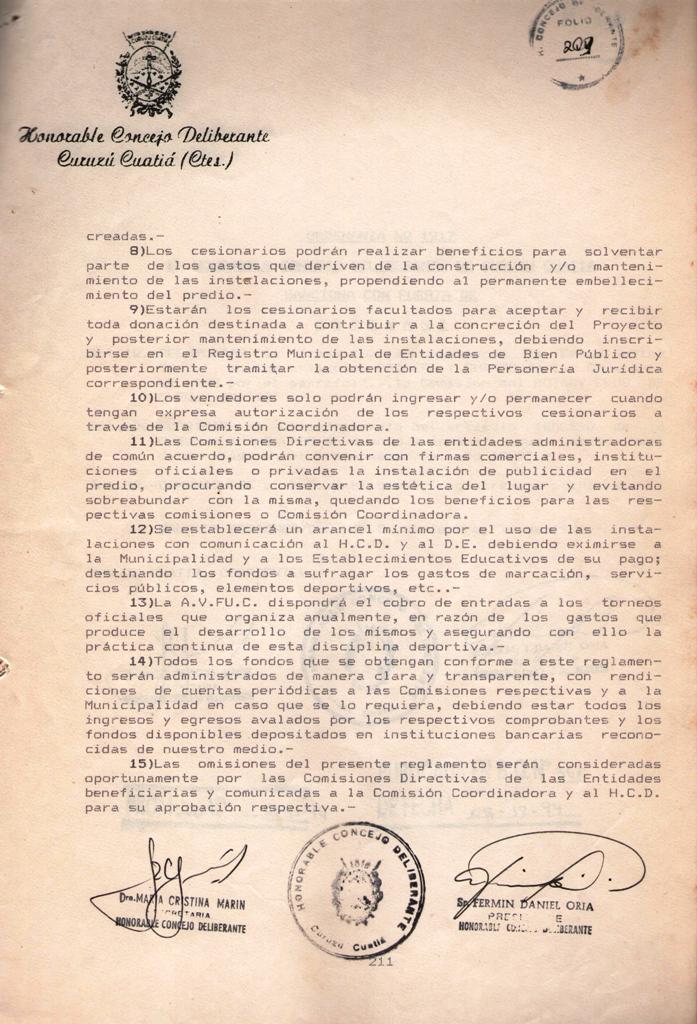 H. CONCEJO DELIBERANTE
FOLIO
209
Honorable Concejo Deliberante
Curuzú Cuatiá (Ctes.)
creadas.-
8)Los cesionarios podrán realizar beneficios para solventar
parte de los gastos que deriven de la construcción y/o manteni-
miento de las instalaciones, propendiendo al permanente embelleci-
miento del predio.-
9)Estarán los cesionarios facultados para aceptar y recibir
toda donación destinada a contribuir a la concreción del Proyecto
y posterior mantenimiento de las instalaciones, debiendo inscri-
birse en el Registro Municipal de Entidades de Bien Público y
posteriormente tramitar la obtención de la Personería Jurídica
correspondiente.-
10)Los vendedores solo podrán ingresar y/o permanecer cuando
tengan expresa autorización de los respectivos cesionarios a
través de la Comisión Coordinadora.
11)Las Comisiones Directivas de las entidades administradoras
de común acuerdo, podrán convenir con firmas comerciales, institu-
ciones oficiales o privadas la instalación de publicidad en el
predio, procurando conservar la estética del lugar y evitando
sobreabundar con la misma, quedando los beneficios para las res-
pectivas comisiones o Comisión Coordinadora.
12)Se establecerá un arancel mínimo por el uso de las insta-
laciones con comunicación al H.C.D. y al D.E. debiendo eximirse a
la Municipalidad y a los Establecimientos Educativos de su pago;
destinando los fondos a sufragar los gastos de marcación, servi-
cios públicos, elementos deportivos, etc..-
13)La A.V.FU.C. dispondrá el cobro de entradas a los torneos
oficiales que organiza anualmente, en razón de los gastos que
produce el desarrollo de los mismos y asegurando con ello la
práctica continua de esta disciplina deportiva.-
14)Todos los fondos que se obtengan conforme a este reglamen-
to serán administrados de manera clara y transparente, con rendi-
ciones de cuentas periódicas a las Comisiones respectivas y a la
Municipalidad en caso que se lo requiera, debiendo estar todos los
ingresos y egresos avalados por los respectivos comprobantes y los
fondos disponibles depositados en instituciones bancarias recono-
cidas de nuestro medio.-
15)Las omisiones del presente reglamento serán consideradas
oportunamente por las Comisiones Directivas de las Entidades
beneficiarias y comunicadas a la Comisión Coordinadora y al H.C.D.
para su aprobación respectiva.-
Dra. MARIA CRISTINA MARIN
SECRETARIA
HONORABLE CONCEJO DELIBERANTE
HONORABLE CONCEJO DELIBERANTE
1810
Curuzú Cuatiá
Sr. FERMIN DANIEL ORIA
PRESIDENTE
HONORABLE CONCEJO DELIBERANTE
211